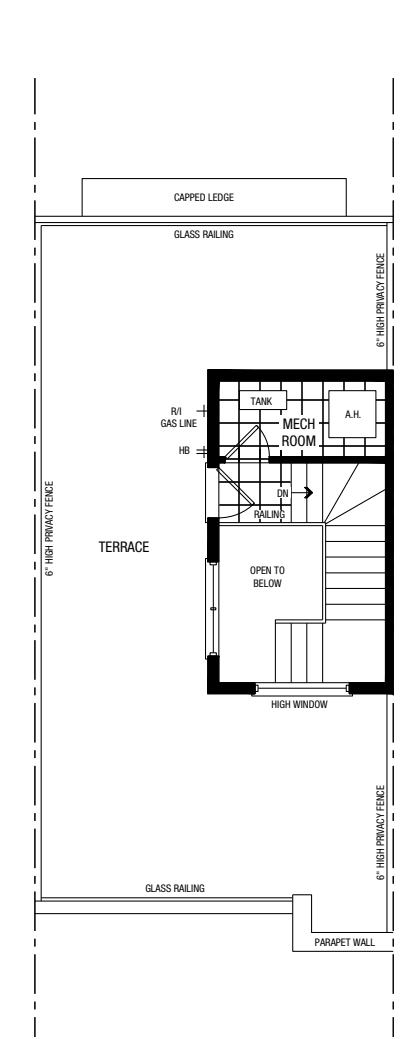 CAPPED LEDGE
GLASS RAILING
6" HIGH PRIVACY FENCE
R/I
GAS LINE
TANK
A.H.
MECH
ROOM
HB
DN
RAILING
6" HIGH PRIVACY FENCE
TERRACE
OPEN TO
BELOW
HIGH WINDOW
6" HIGH PRIVACY FENCE
GLASS RAILING
PARAPET WALL